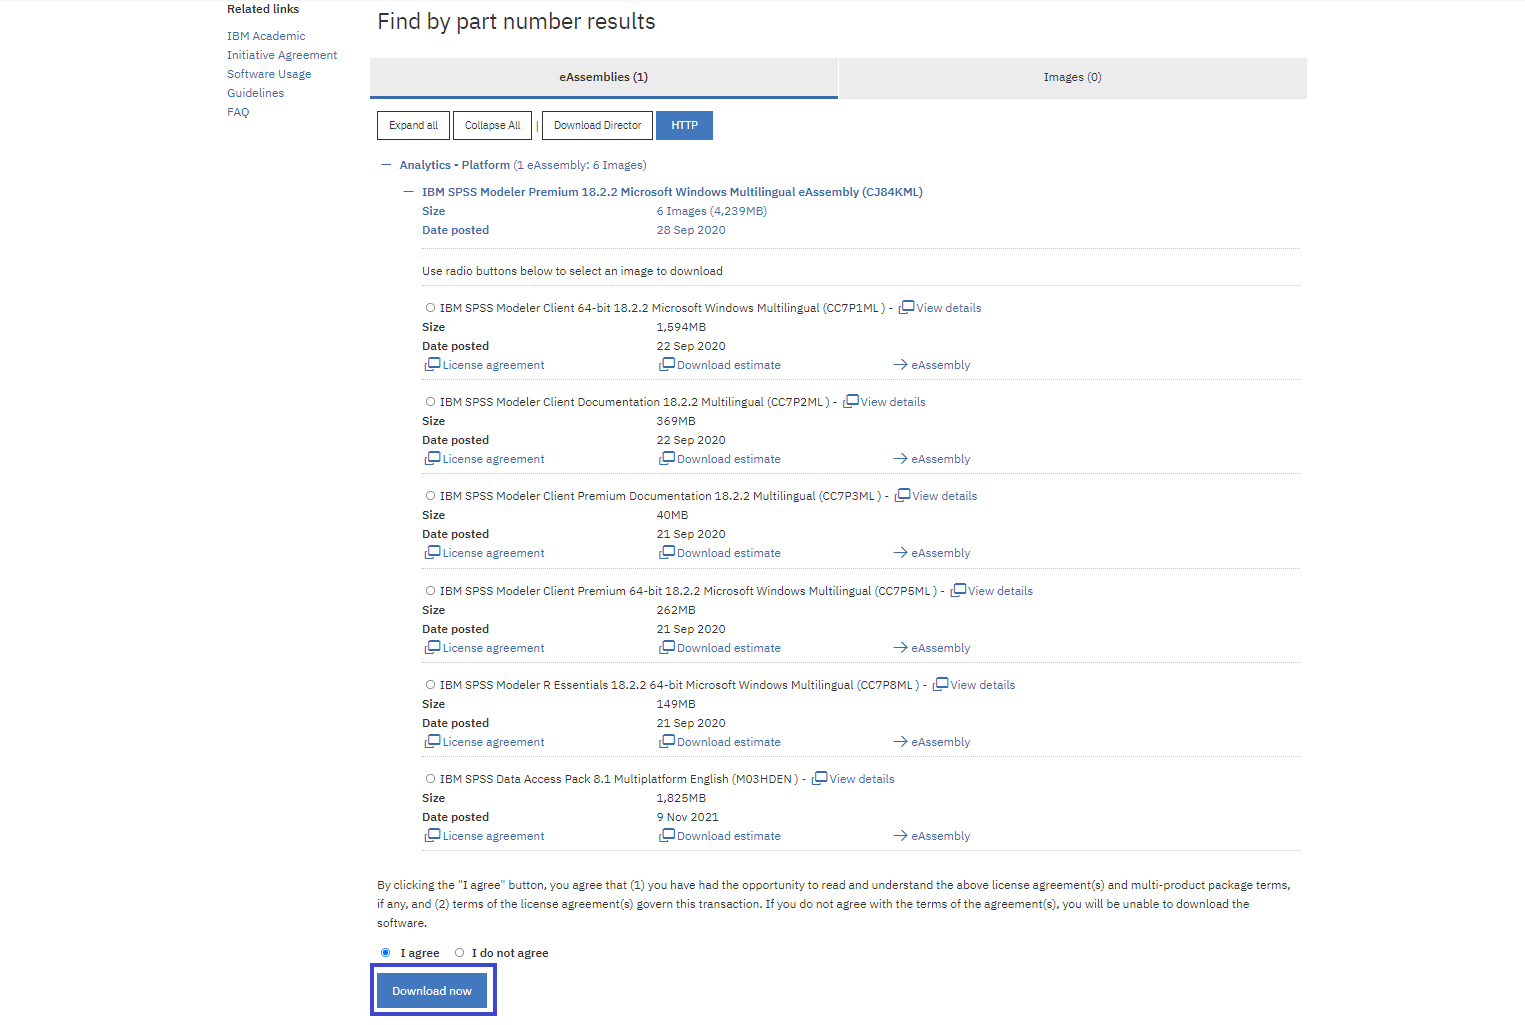 Related links
IBM Academic
Initiative Agreement
Software Usage
Guidelines
FAQ
Find by part number results
eAssemblies (1)
Images (0)
Expand all
Collapse All
|
Download Director
HTTP
Analytics - Platform (1 eAssembly: 6 Images)
IBM SPSS Modeler Premium 18.2.2 Microsoft Windows Multilingual eAssembly (CJ84KML)
Size 6 Images (4,239MB)
Date posted 28 Sep 2020
Use radio buttons below to select an image to download
IBM SPSS Modeler Client 64-bit 18.2.2 Microsoft Windows Multilingual (CC7P1ML ) - View details
Size 1,594MB
Date posted 22 Sep 2020
License agreement Download estimate → eAssembly
IBM SPSS Modeler Client Documentation 18.2.2 Multilingual (CC7P2ML ) - View details
Size 369MB
Date posted 22 Sep 2020
License agreement Download estimate → eAssembly
IBM SPSS Modeler Client Premium Documentation 18.2.2 Multilingual (CC7P3ML ) - View details
Size 40MB
Date posted 21 Sep 2020
License agreement Download estimate → eAssembly
IBM SPSS Modeler Client Premium 64-bit 18.2.2 Microsoft Windows Multilingual (CC7P5ML ) - View details
Size 262MB
Date posted 21 Sep 2020
License agreement Download estimate → eAssembly
IBM SPSS Modeler R Essentials 18.2.2 64-bit Microsoft Windows Multilingual (CC7P8ML ) - View details
Size 149MB
Date posted 21 Sep 2020
License agreement Download estimate → eAssembly
IBM SPSS Data Access Pack 8.1 Multiplatform English (M03HDEN ) - View details
Size 1,825MB
Date posted 9 Nov 2021
License agreement Download estimate → eAssembly
By clicking the "I agree" button, you agree that (1) you have had the opportunity to read and understand the above license agreement(s) and multi-product package terms,
if any, and (2) terms of the license agreement(s) govern this transaction. If you do not agree with the terms of the agreement(s), you will be unable to download the
software.
I agree I do not agree
Download now